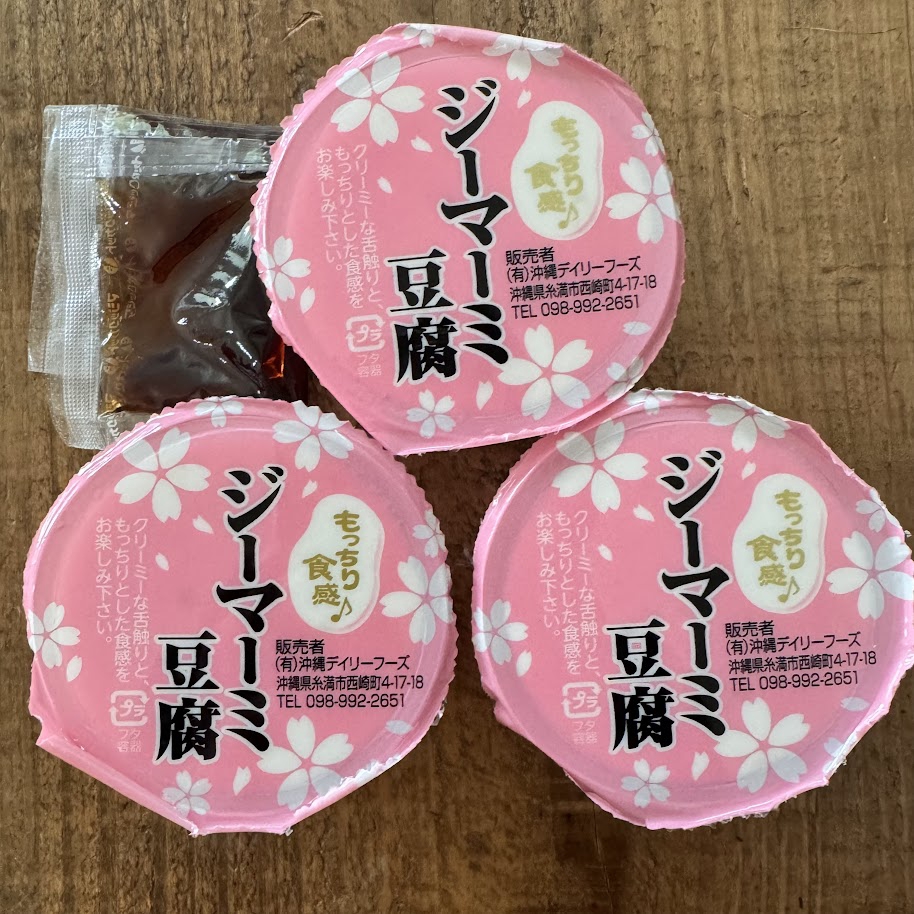 もっちり
食感♪
ジーマーミ
豆腐
クリーミーな舌触りと、
もっちりとした食感を
お楽しみ下さい。
販売者
(有)沖縄デイリーフーズ
沖縄県糸満市西崎町4-17-18
TEL 098-992-2651
プラ
フタ
容器
もっちり
食感♪
ジーマーミ
豆腐
クリーミーな舌触りと、
もっちりとした食感を
お楽しみ下さい。
販売者
(有)沖縄デイリーフーズ
沖縄県糸満市西崎町4-17-18
TEL 098-992-2651
プラ
フタ
容器
もっちり
食感♪
ジーマーミ
豆腐
クリーミーな舌触りと、
もっちりとした食感を
お楽しみ下さい。
販売者
(有)沖縄デイリーフーズ
沖縄県糸満市西崎町4-17-18
TEL 098-992-2651
プラ
フタ
容器